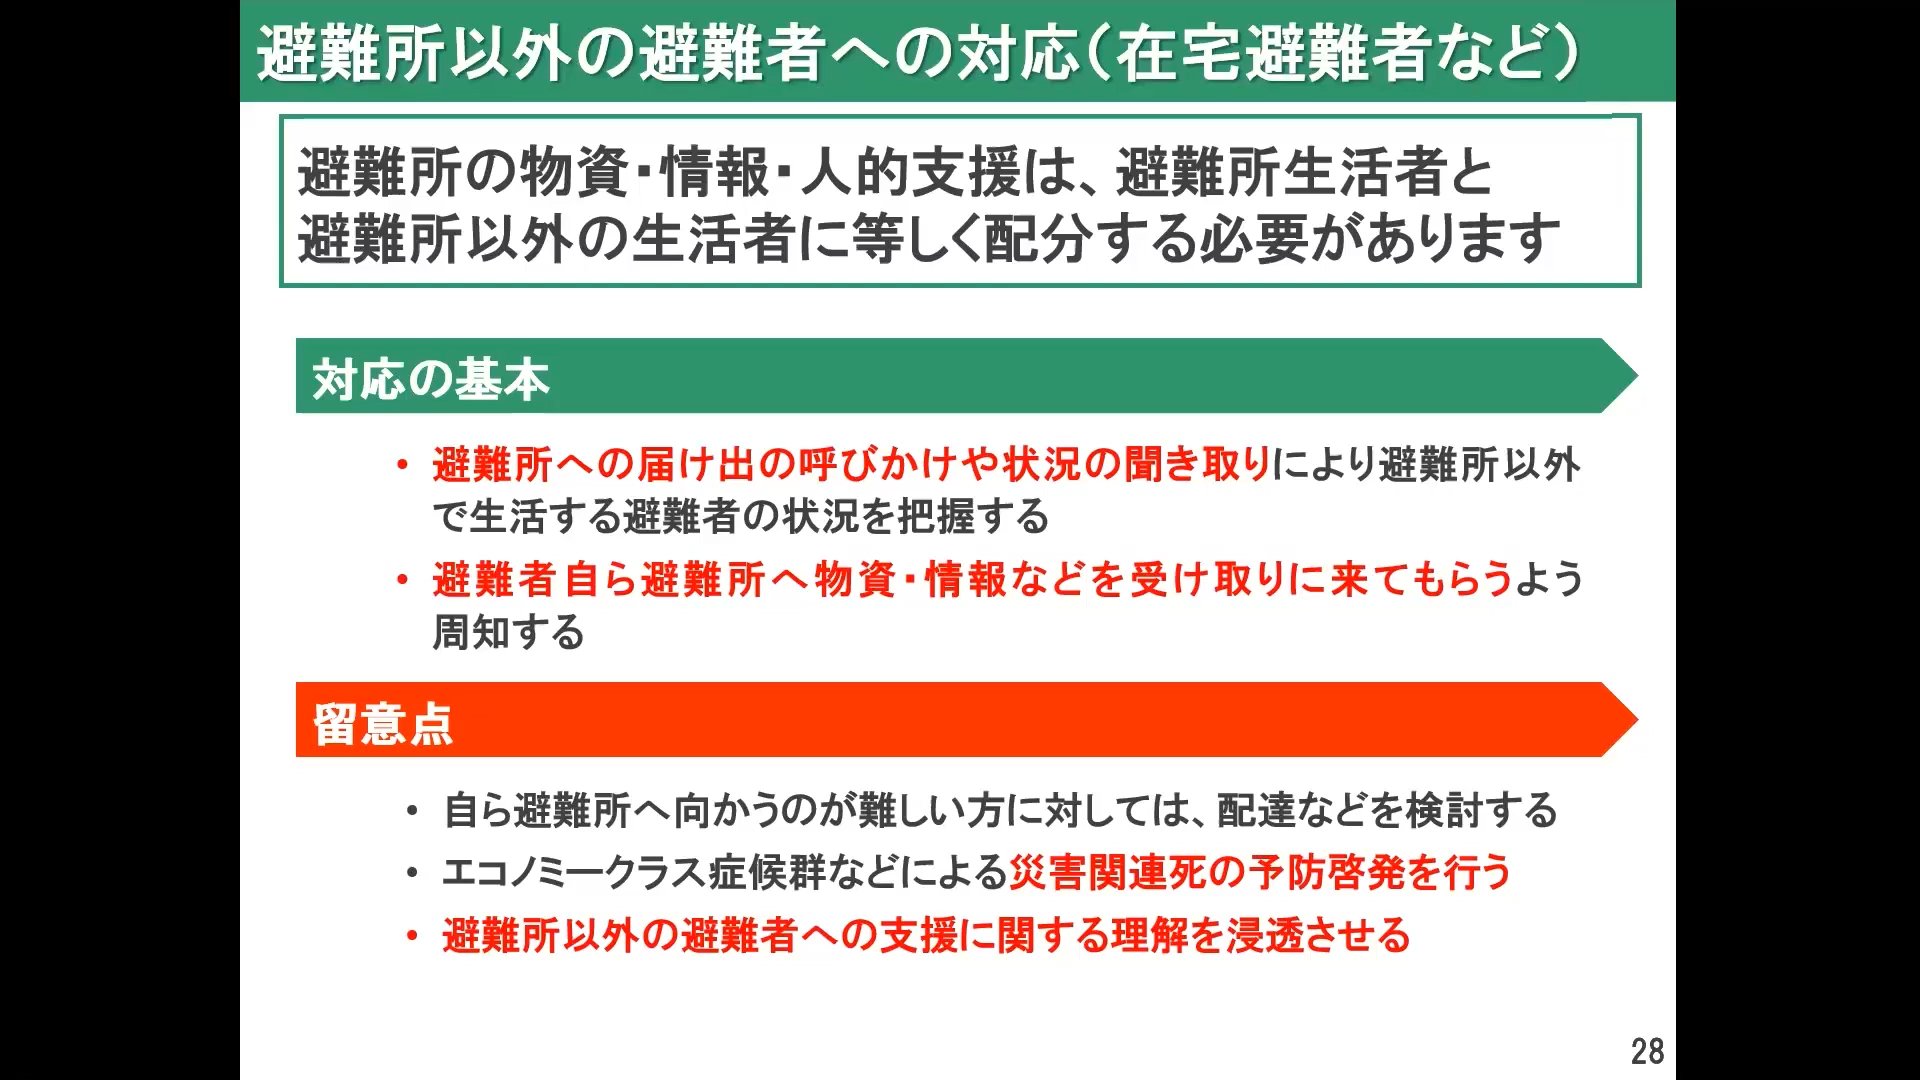 避難所以外の避難者への対応（在宅避難者など）
避難所の物資・情報・人的支援は、避難所生活者と
避難所以外の生活者に等しく配分する必要があります
対応の基本
• 避難所への届け出の呼びかけや状況の聞き取りにより避難所以外
で生活する避難者の状況を把握する
• 避難者自ら避難所へ物資・情報などを受け取りに来てもらうよう
周知する
留意点
• 自ら避難所へ向かうのが難しい方に対しては、配達などを検討する
• エコノミークラス症候群などによる災害関連死の予防啓発を行う
• 避難所以外の避難者への支援に関する理解を浸透させる
28